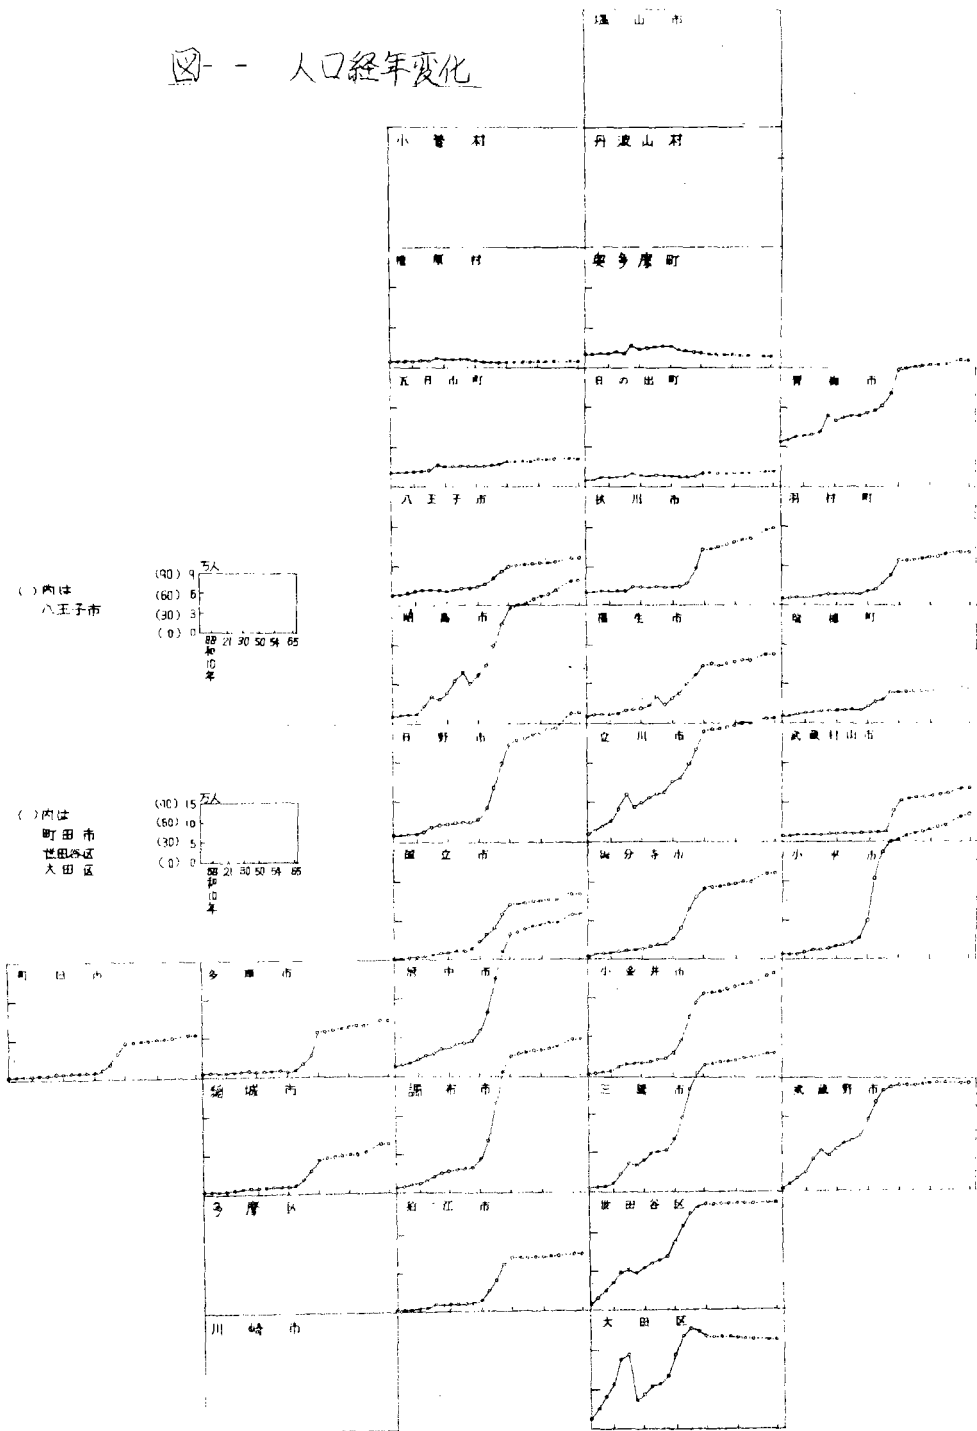 図- - 人口経年変化
塩山市
小菅村 丹波山村
檜原村 奥多摩町
五日市町 日の出町 青梅市
八王子市 秋川市 羽村町
( )内は
八王子市
万人
(90) 9
(60) 6
(30) 3
(0) 0
昭和10年 21 30 50 54 65
昭島市 福生市 瑞穂町
日野市 立川市 武蔵村山市
( )内は
町田市
世田谷区
大田区
万人
(90) 15
(60) 10
(30) 5
(0) 0
昭和10年 21 30 50 54 65
国立市 国分寺市 小平市
町田市 多摩市 府中市 小金井市
稲城市 調布市 三鷹市 武蔵野市
多摩区 狛江市 世田谷区
川崎市 大田区